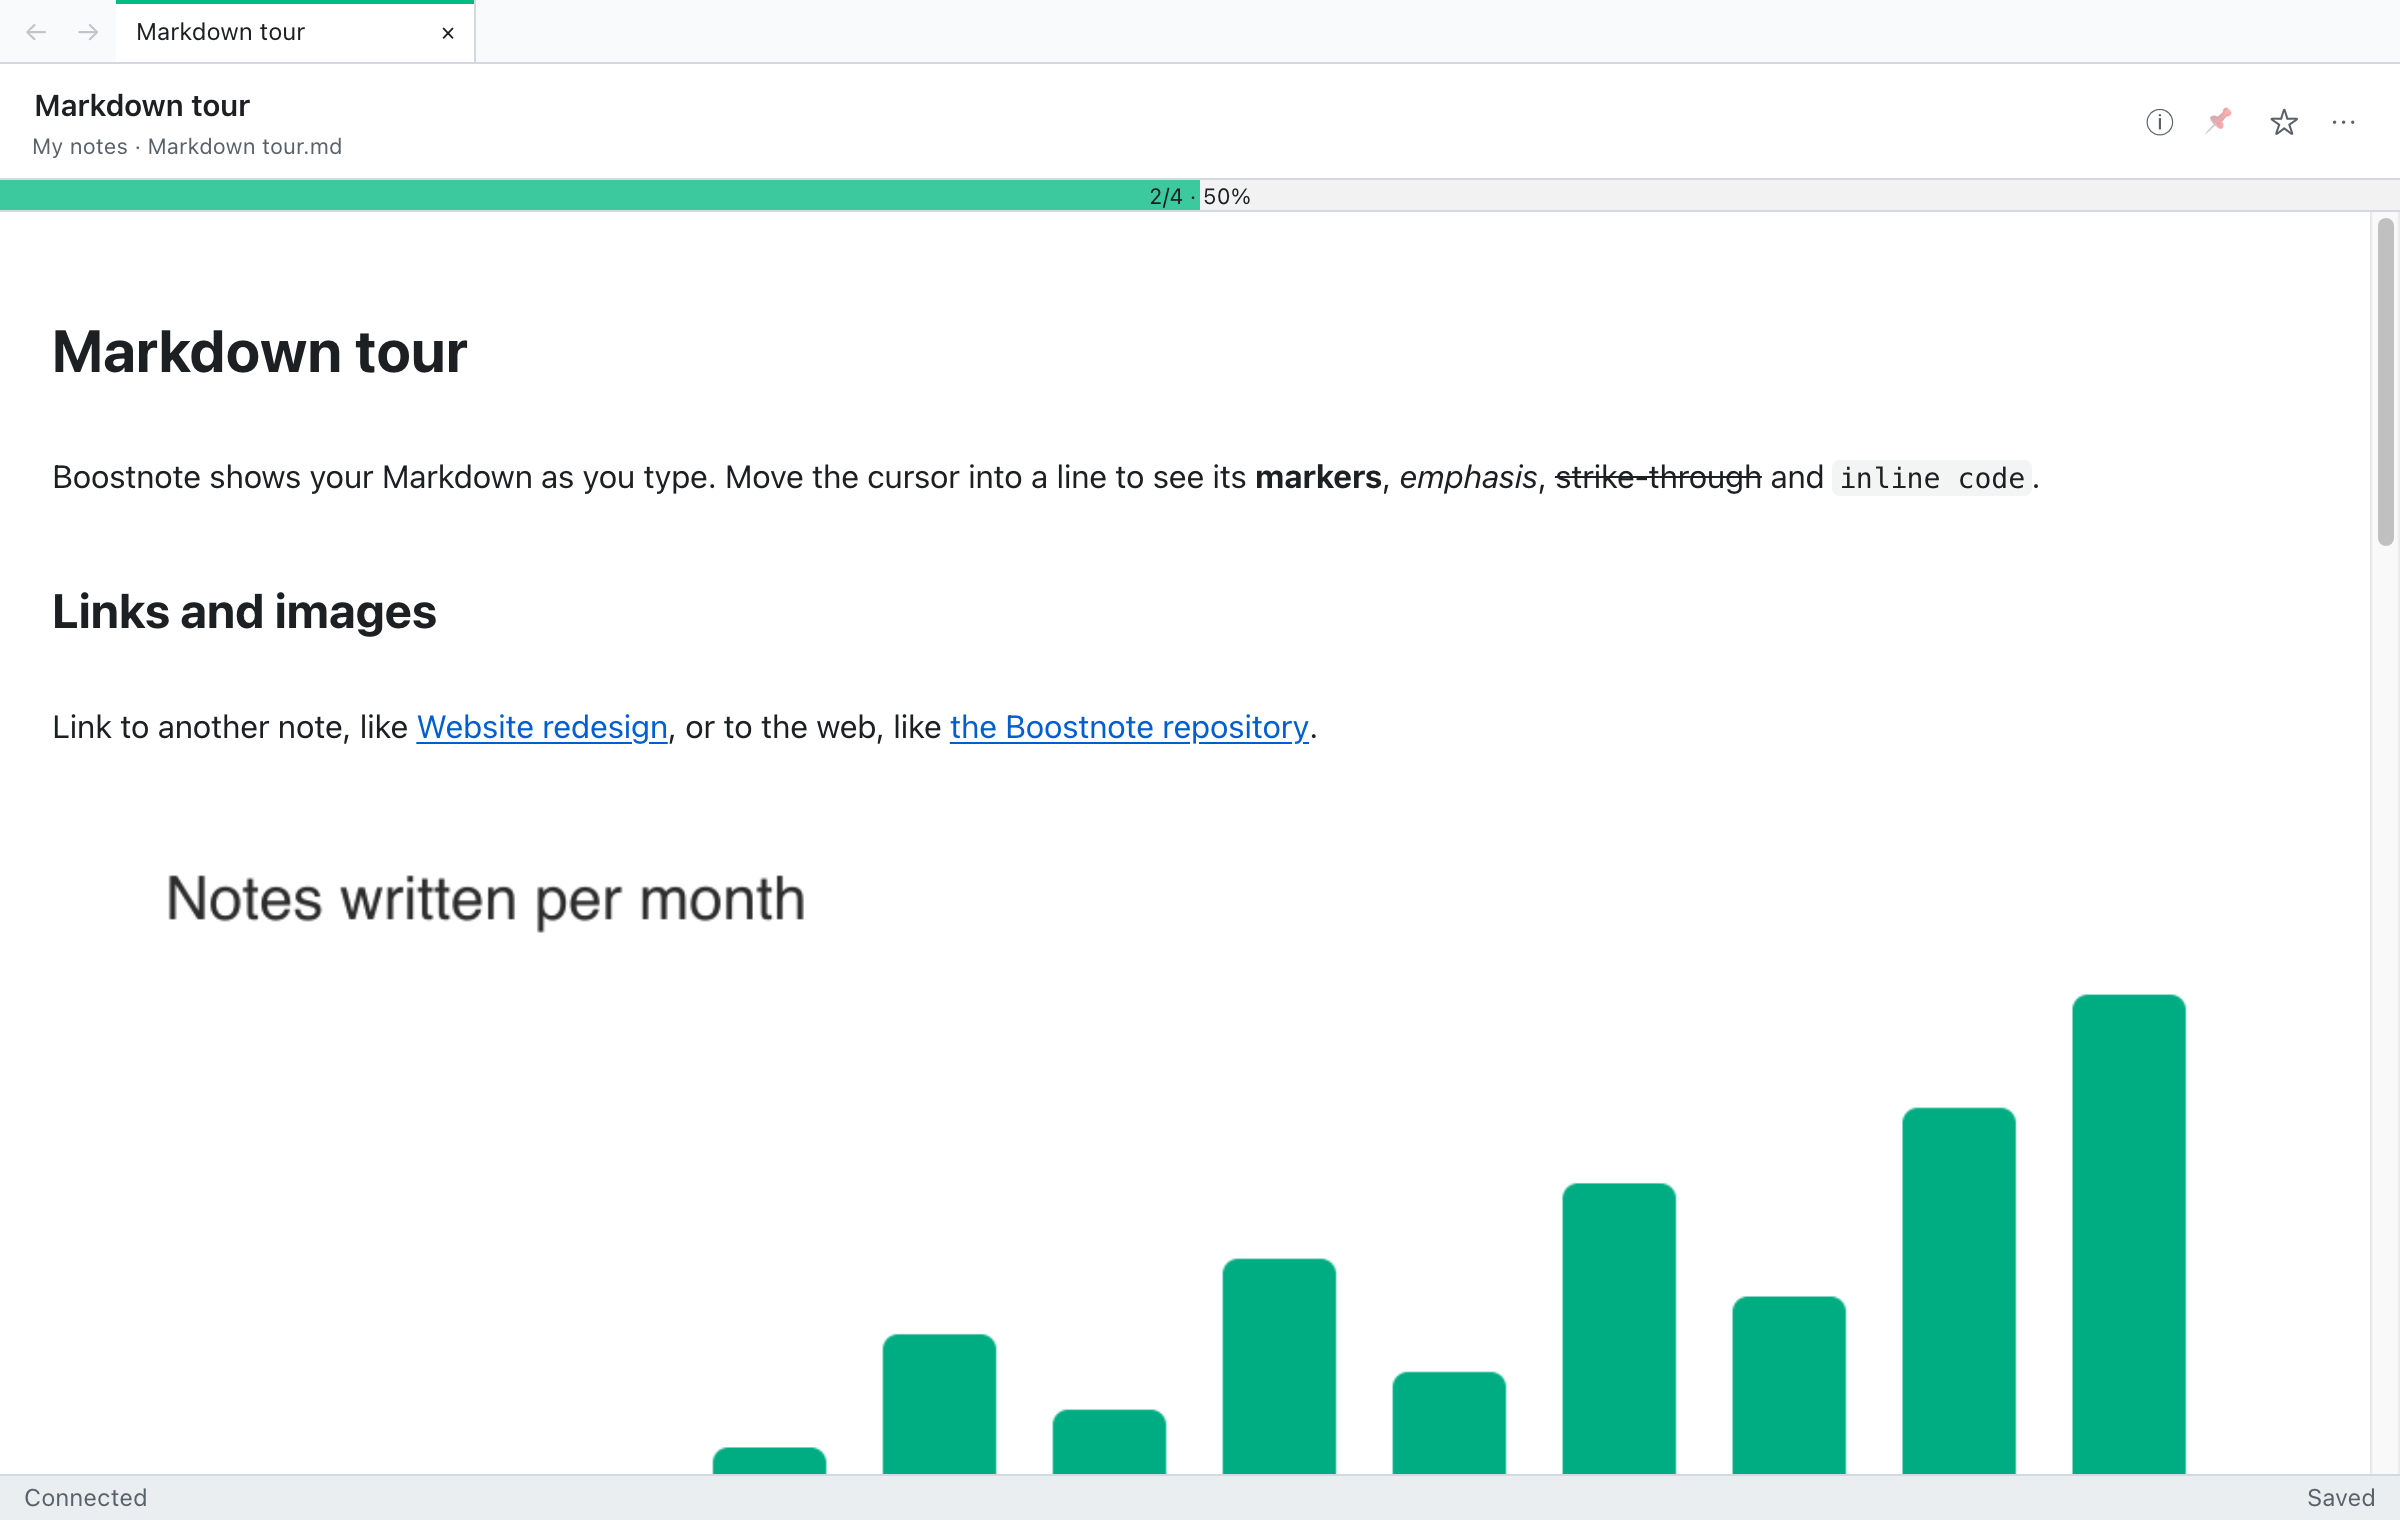 Markdown tour
Markdown tour
My notes · Markdown tour.md
2/4 · 50%
Markdown tour
Boostnote shows your Markdown as you type. Move the cursor into a line to see its markers, emphasis, strike-through and inline code.
Links and images
Link to another note, like Website redesign, or to the web, like the Boostnote repository.
Notes written per month
Connected
Saved